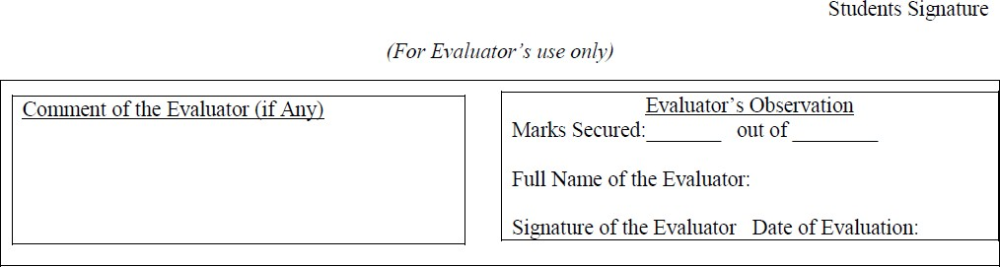 Students Signature
(For Evaluator's use only)
Comment of the Evaluator (if Any)
Evaluator's Observation
Marks Secured:_______ out of ________
Full Name of the Evaluator:
Signature of the Evaluator Date of Evaluation: